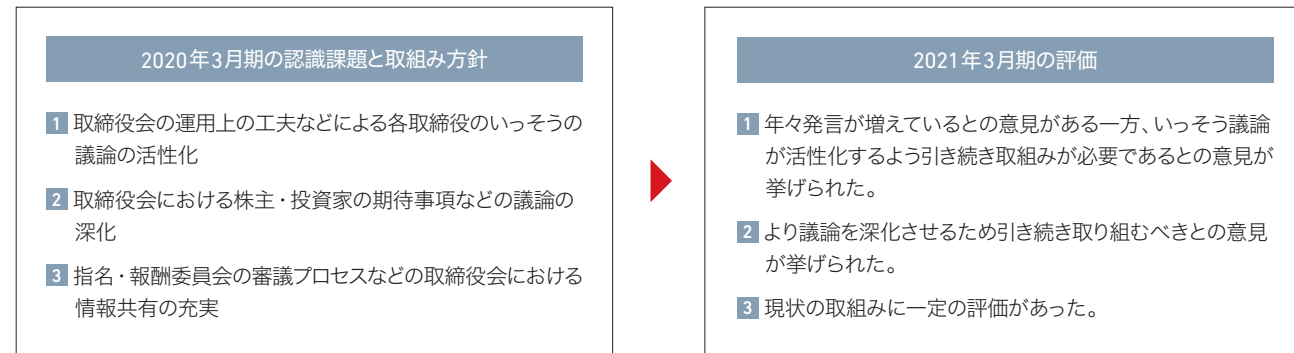 2020年3月期の認識課題と取組み方針
1 取締役会の運用上の工夫などによる各取締役のいっそうの
議論の活性化
2 取締役会における株主・投資家の期待事項などの議論の
深化
3 指名・報酬委員会の審議プロセスなどの取締役会における
情報共有の充実
2021年3月期の評価
1 年々発言が増えているとの意見がある一方、いっそう議論
が活性化するよう引き続き取組みが必要であるとの意見が
挙げられた。
2 より議論を深化させるため引き続き取り組むべきとの意見
が挙げられた。
3 現状の取組みに一定の評価があった。